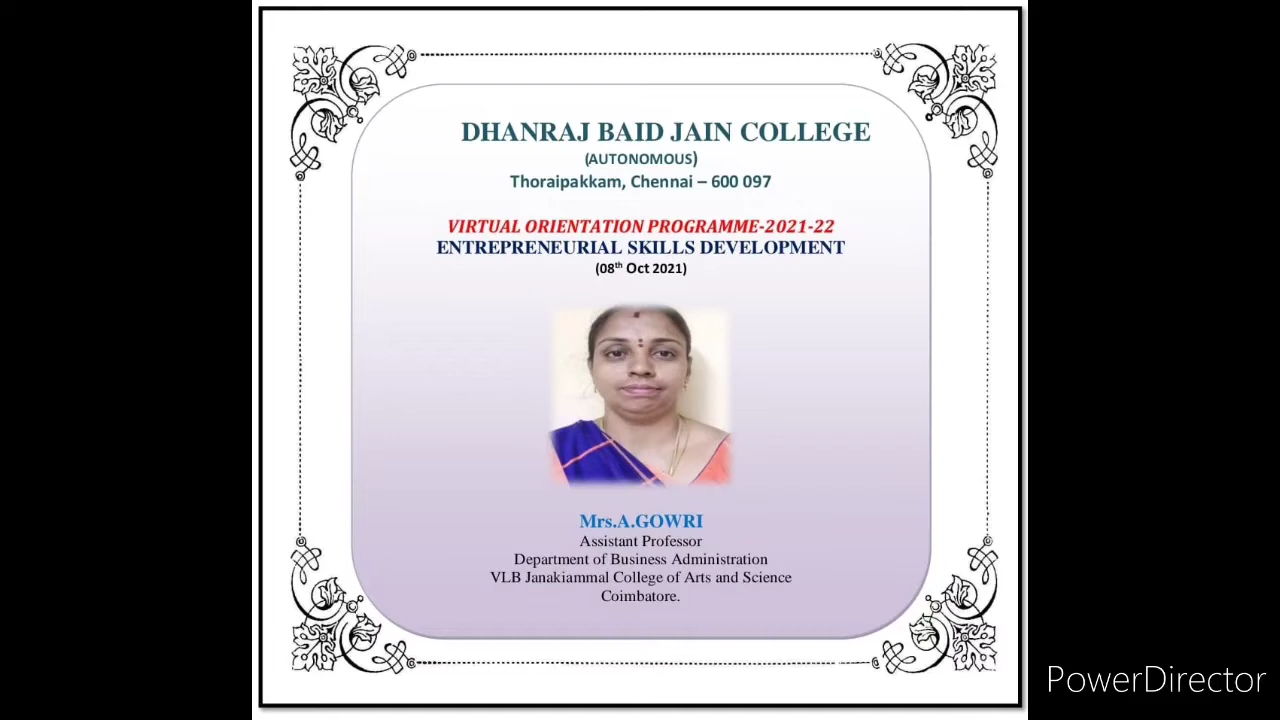 DHANRAJ BAID JAIN COLLEGE
(AUTONOMOUS)
Thoraipakkam, Chennai – 600 097
VIRTUAL ORIENTATION PROGRAMME-2021-22
ENTREPRENEURIAL SKILLS DEVELOPMENT
(08th Oct 2021)
Mrs.A.GOWRI
Assistant Professor
Department of Business Administration
VLB Janakiammal College of Arts and Science
Coimbatore.
PowerDirector